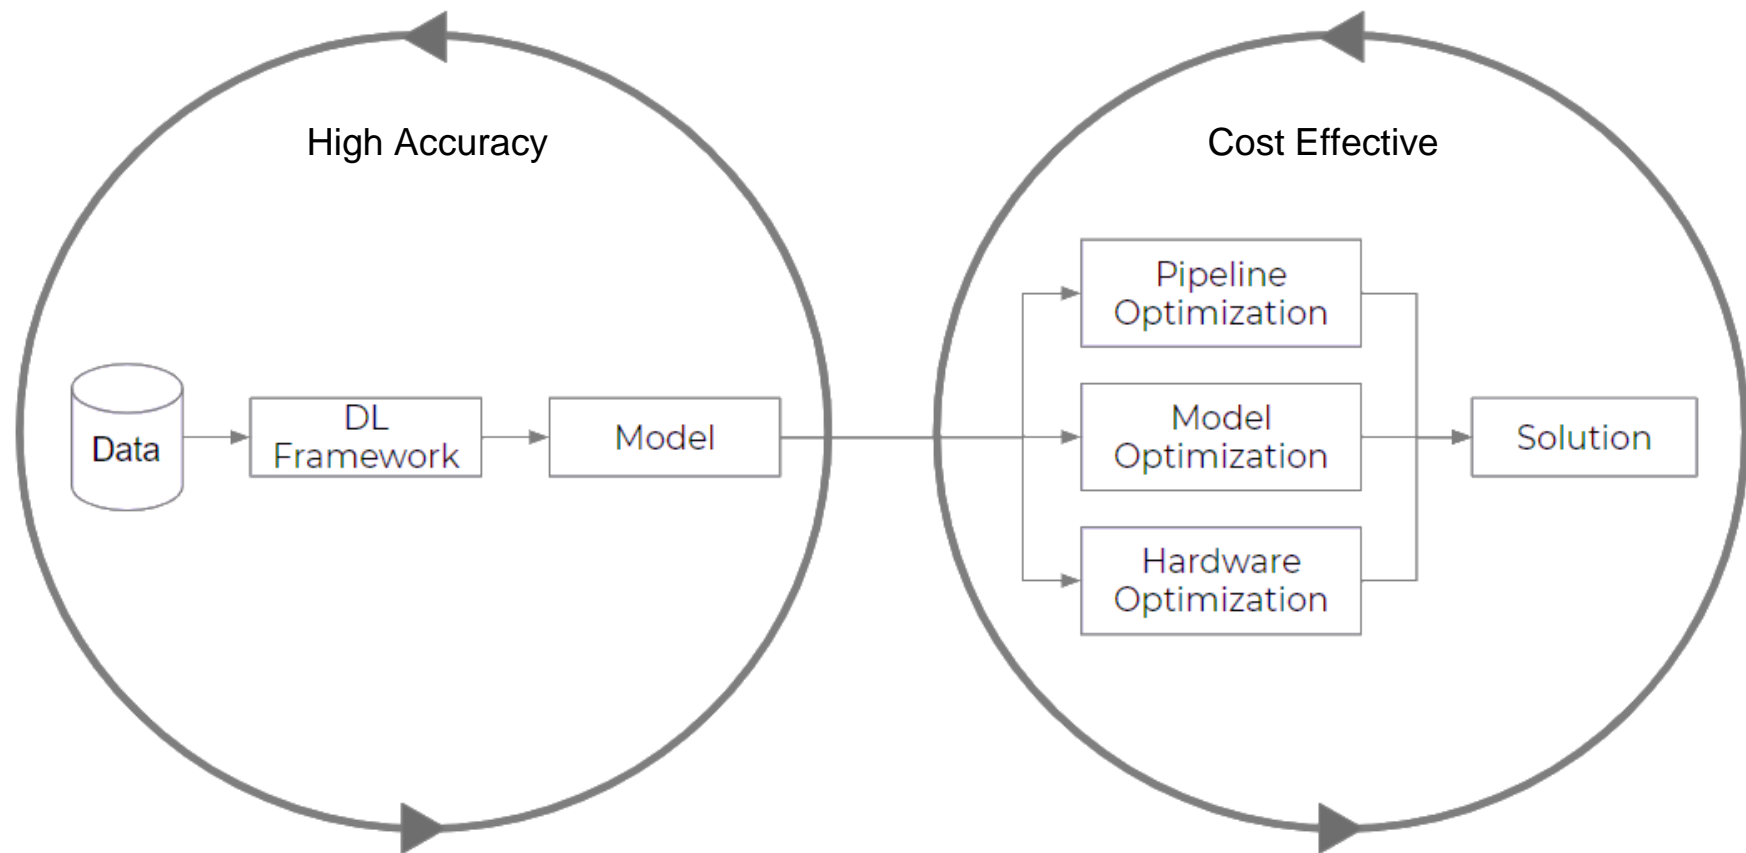 High Accuracy
Data
DL
Framework
Model
Cost Effective
Pipeline
Optimization
Model
Optimization
Hardware
Optimization
Solution